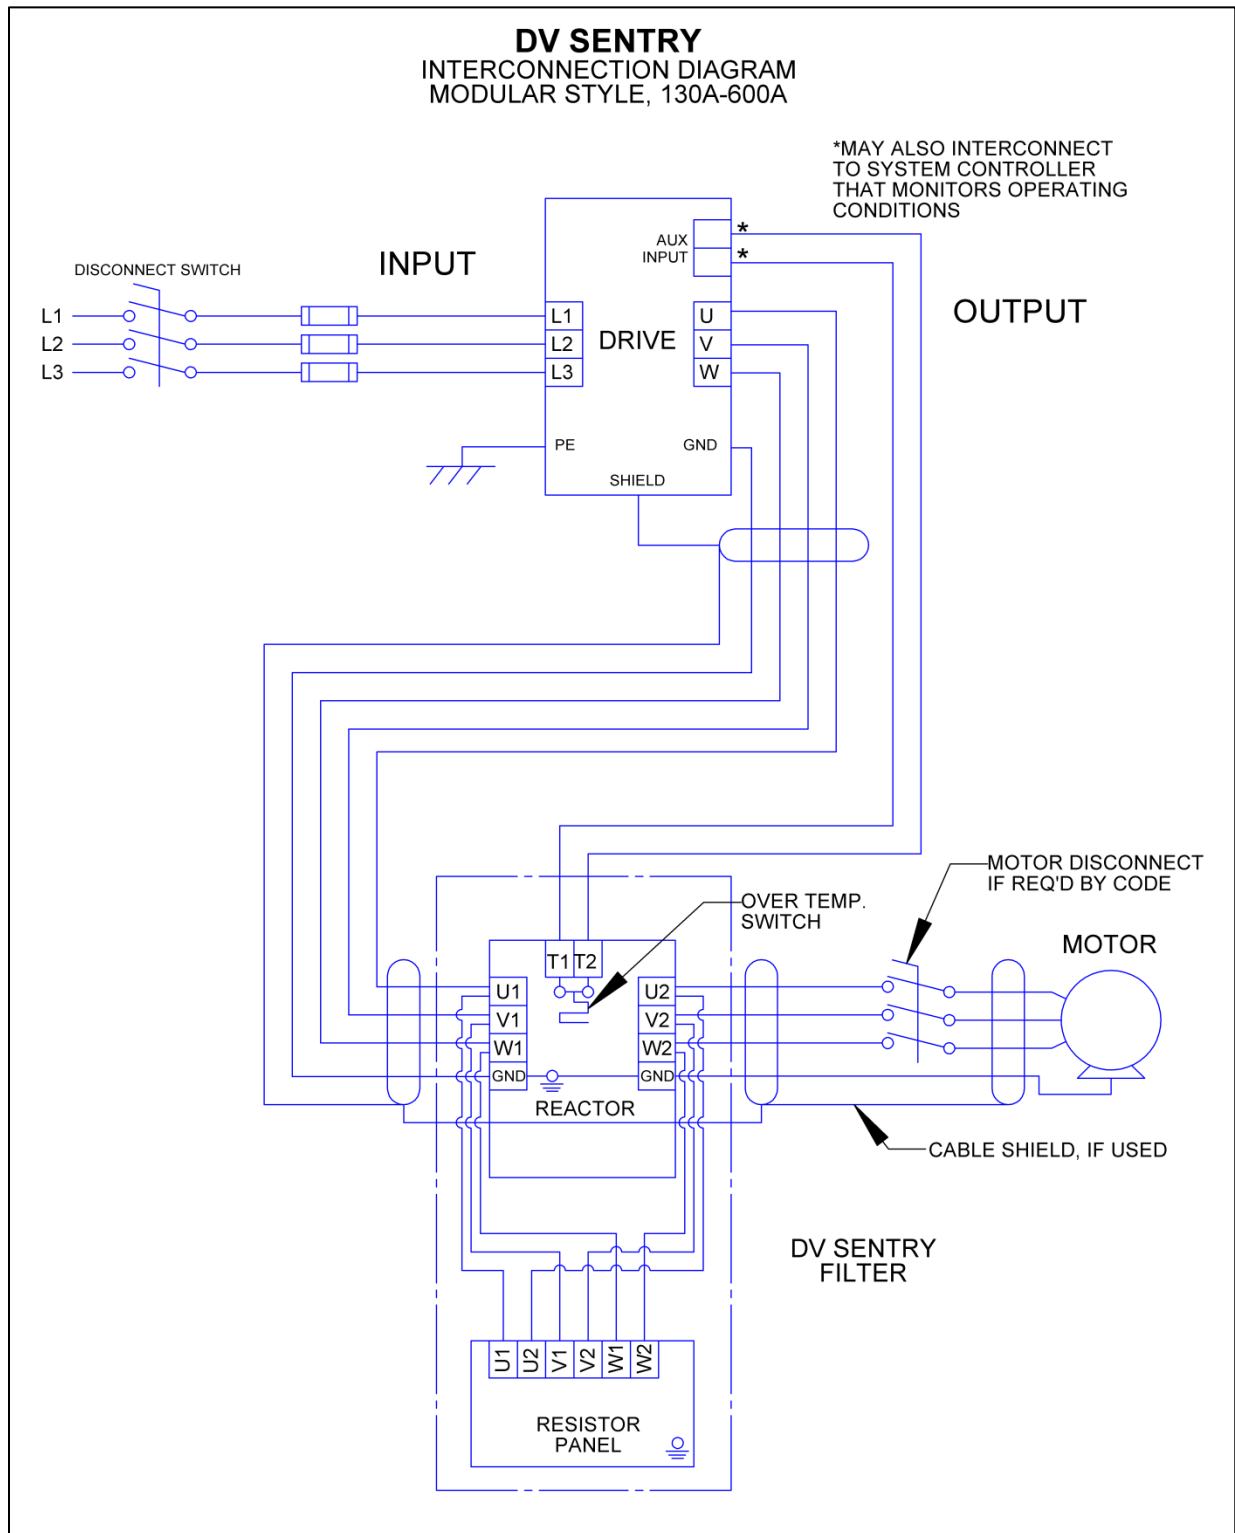 DV SENTRY
INTERCONNECTION DIAGRAM
MODULAR STYLE, 130A-600A
*MAY ALSO INTERCONNECT
TO SYSTEM CONTROLLER
THAT MONITORS OPERATING
CONDITIONS
DISCONNECT SWITCH
INPUT
AUX
INPUT
*
*
OUTPUT
L1
L2
L3
L1
L2
L3
DRIVE
U
V
W
PE
GND
SHIELD
MOTOR DISCONNECT
IF REQ'D BY CODE
OVER TEMP.
SWITCH
MOTOR
T1
T2
U1
V1
W1
GND
U2
V2
W2
GND
REACTOR
CABLE SHIELD, IF USED
DV SENTRY
FILTER
U1
U2
V1
V2
W1
W2
RESISTOR
PANEL